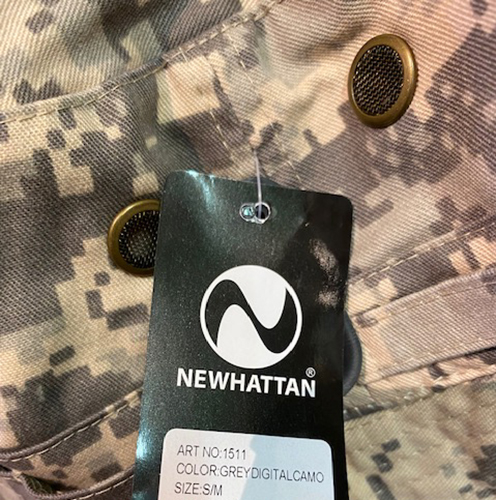 NEWHATTAN®
ART NO:1511
COLOR:GREYDIGITALCAMO
SIZE:S/M